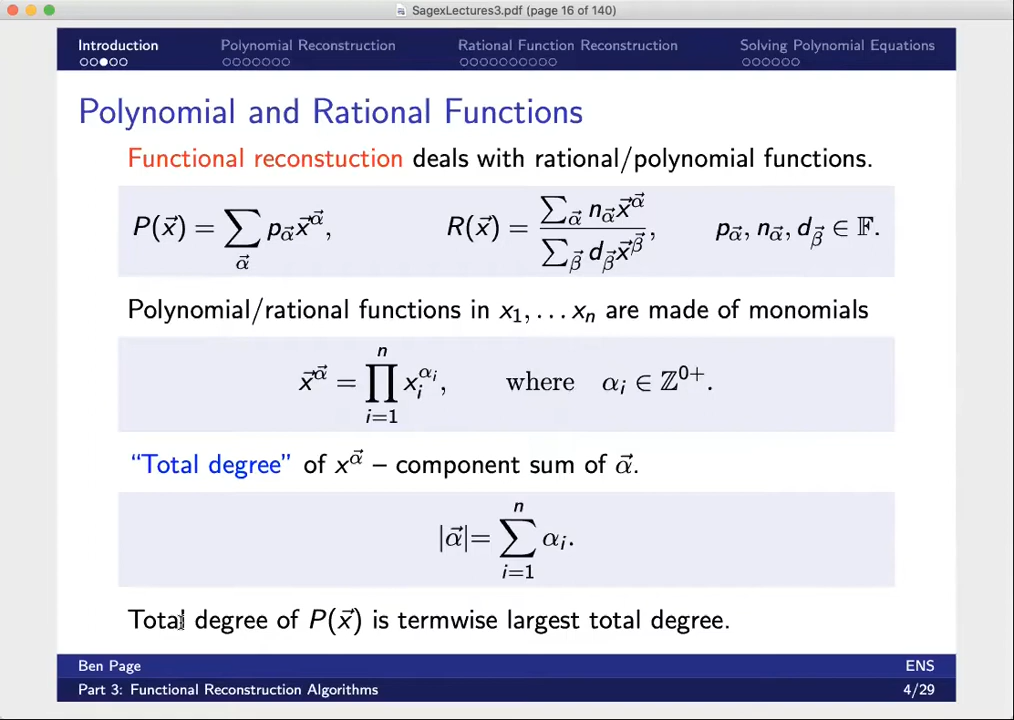 SagexLectures3.pdf (page 16 of 140)
Introduction Polynomial Reconstruction Rational Function Reconstruction Solving Polynomial Equations
Polynomial and Rational Functions
Functional reconstuction deals with rational/polynomial functions.
P(x⃗) = ∑_α⃗ p_α⃗ x⃗^α⃗, R(x⃗) = (∑_α⃗ n_α⃗ x⃗^α⃗) / (∑_β⃗ d_β⃗ x⃗^β⃗), p_α⃗, n_α⃗, d_β⃗ ∈ 𝔽.
Polynomial/rational functions in x₁, … xₙ are made of monomials
x⃗^α⃗ = ∏_{i=1}^{n} x_i^{α_i}, where α_i ∈ ℤ^{0+}.
“Total degree” of x^α⃗ – component sum of α⃗.
|α⃗|= ∑_{i=1}^{n} α_i.
Total degree of P(x⃗) is termwise largest total degree.
Ben Page ENS
Part 3: Functional Reconstruction Algorithms 4/29